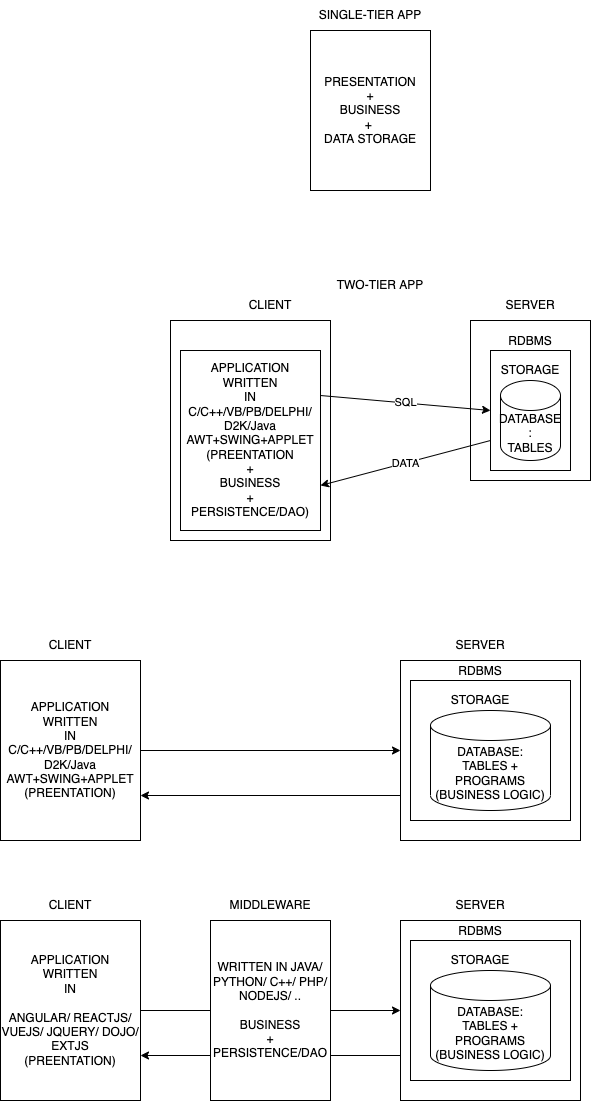 SINGLE-TIER APP
PRESENTATION
+
BUSINESS
+
DATA STORAGE
TWO-TIER APP
CLIENT
SERVER
APPLICATION
WRITTEN
IN
C/C++/VB/PB/DELPHI/
D2K/Java
AWT+SWING+APPLET
(PREENTATION
+
BUSINESS
+
PERSISTENCE/DAO)
SQL
DATA
RDBMS
STORAGE
DATABASE
:
TABLES
CLIENT
SERVER
APPLICATION
WRITTEN
IN
C/C++/VB/PB/DELPHI/
D2K/Java
AWT+SWING+APPLET
(PREENTATION)
RDBMS
STORAGE
DATABASE:
TABLES +
PROGRAMS
(BUSINESS LOGIC)
CLIENT
MIDDLEWARE
SERVER
APPLICATION
WRITTEN
IN
ANGULAR/ REACTJS/
VUEJS/ JQUERY/ DOJO/
EXTJS
(PREENTATION)
WRITTEN IN JAVA/
PYTHON/ C++/ PHP/
NODEJS/ ..
BUSINESS
+
PERSISTENCE/DAO
RDBMS
STORAGE
DATABASE:
TABLES +
PROGRAMS
(BUSINESS LOGIC)